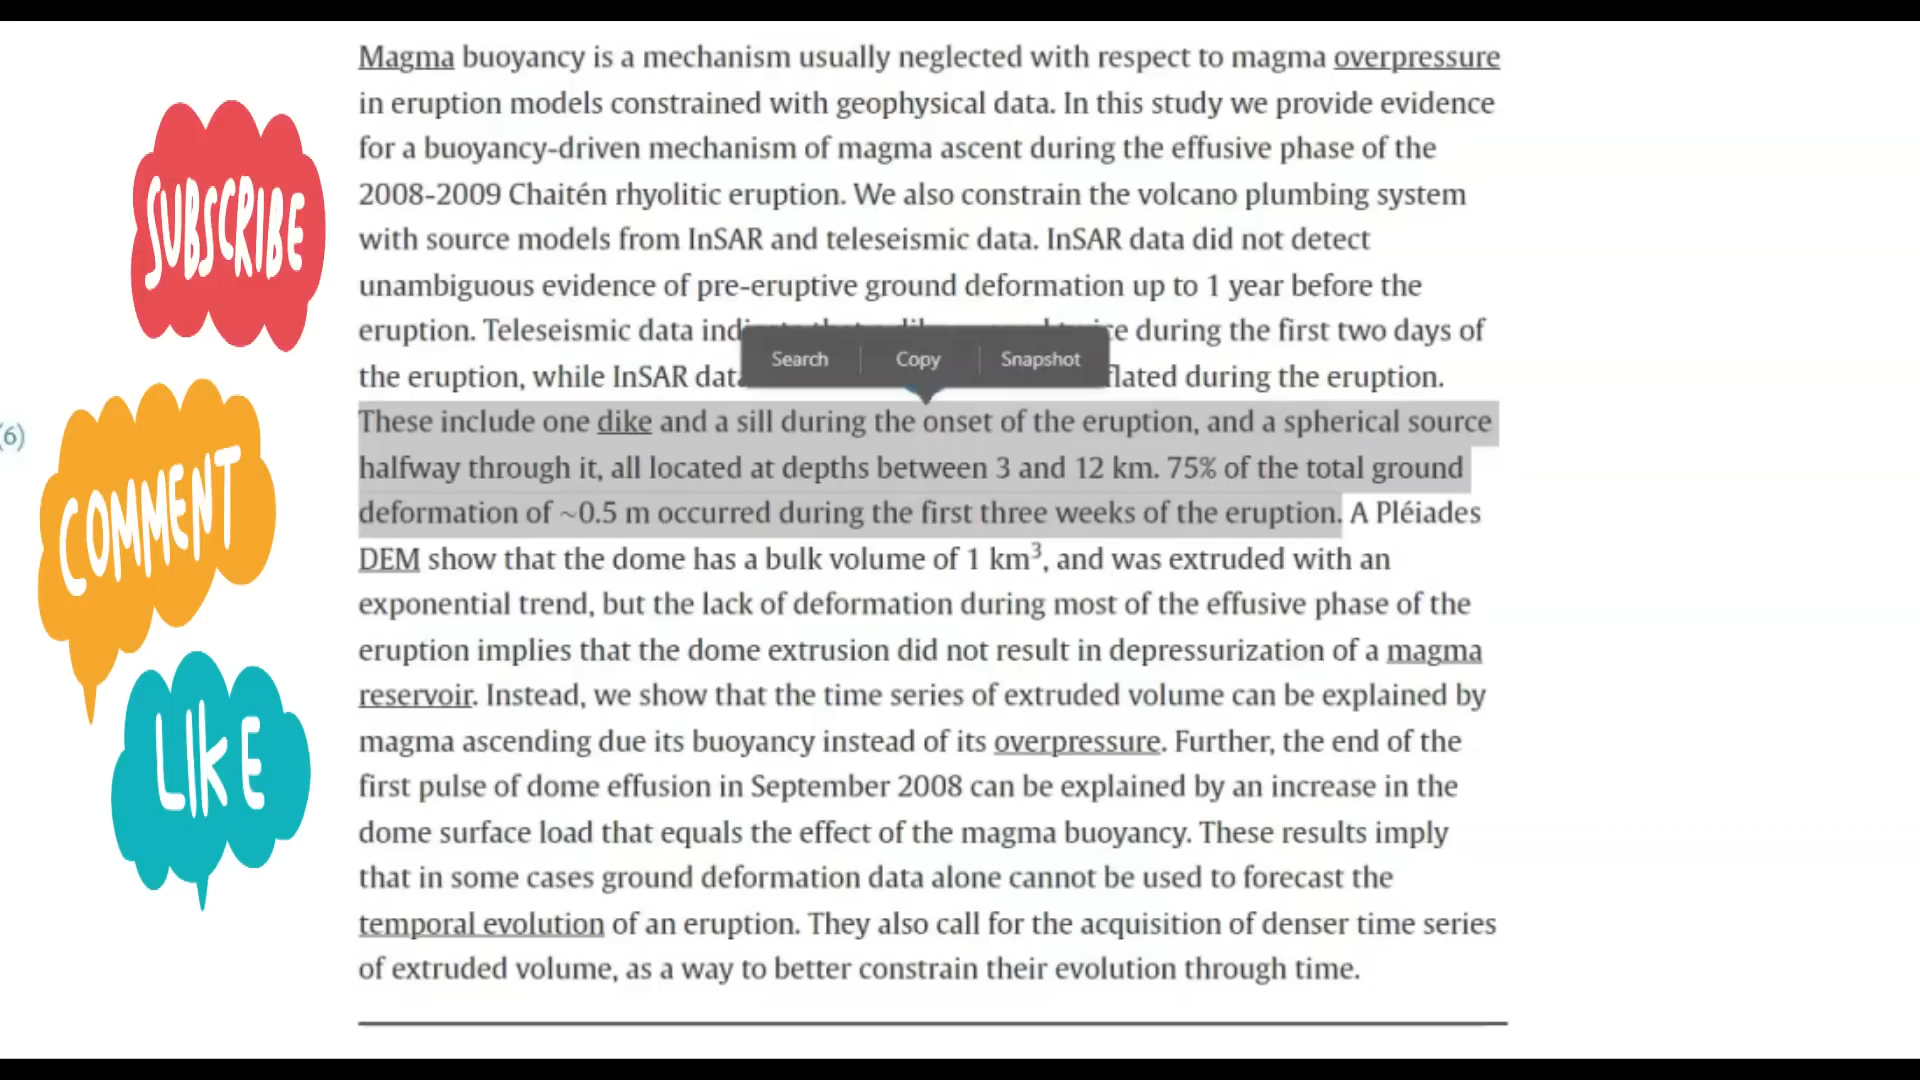 Magma buoyancy is a mechanism usually neglected with respect to magma overpressure
in eruption models constrained with geophysical data. In this study we provide evidence
for a buoyancy-driven mechanism of magma ascent during the effusive phase of the
2008-2009 Chaitén rhyolitic eruption. We also constrain the volcano plumbing system
with source models from InSAR and teleseismic data. InSAR data did not detect
unambiguous evidence of pre-eruptive ground deformation up to 1 year before the
eruption. Teleseismic data during the first two days of
Search Copy Snapshot
the eruption, while InSAR during the eruption.
These include one dike and a sill during the onset of the eruption, and a spherical source
halfway through it, all located at depths between 3 and 12 km. 75% of the total ground
deformation of ~0.5 m occurred during the first three weeks of the eruption. A Pléiades
DEM show that the dome has a bulk volume of 1 km³, and was extruded with an
exponential trend, but the lack of deformation during most of the effusive phase of the
eruption implies that the dome extrusion did not result in depressurization of a magma
reservoir. Instead, we show that the time series of extruded volume can be explained by
magma ascending due its buoyancy instead of its overpressure. Further, the end of the
first pulse of dome effusion in September 2008 can be explained by an increase in the
dome surface load that equals the effect of the magma buoyancy. These results imply
that in some cases ground deformation data alone cannot be used to forecast the
temporal evolution of an eruption. They also call for the acquisition of denser time series
of extruded volume, as a way to better constrain their evolution through time.
SUBSCRIBE
(6)
COMMENT
LIKE